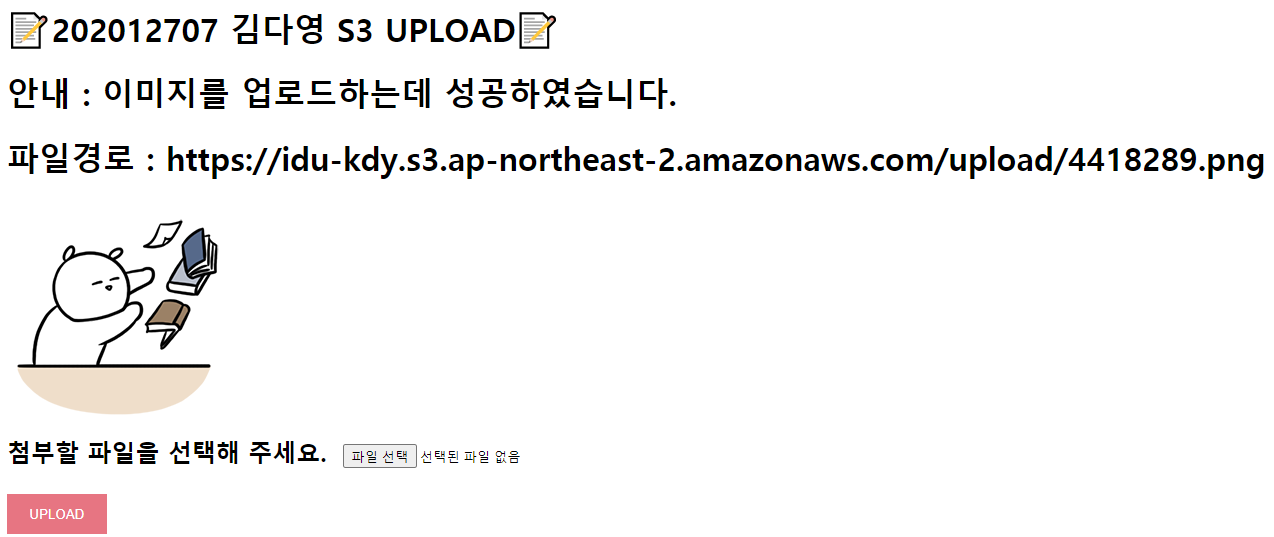 📝202012707 김다영 S3 UPLOAD📝
안내 : 이미지를 업로드하는데 성공하였습니다.
파일경로 : https://idu-kdy.s3.ap-northeast-2.amazonaws.com/upload/4418289.png
첨부할 파일을 선택해 주세요. 파일 선택 선택된 파일 없음
UPLOAD